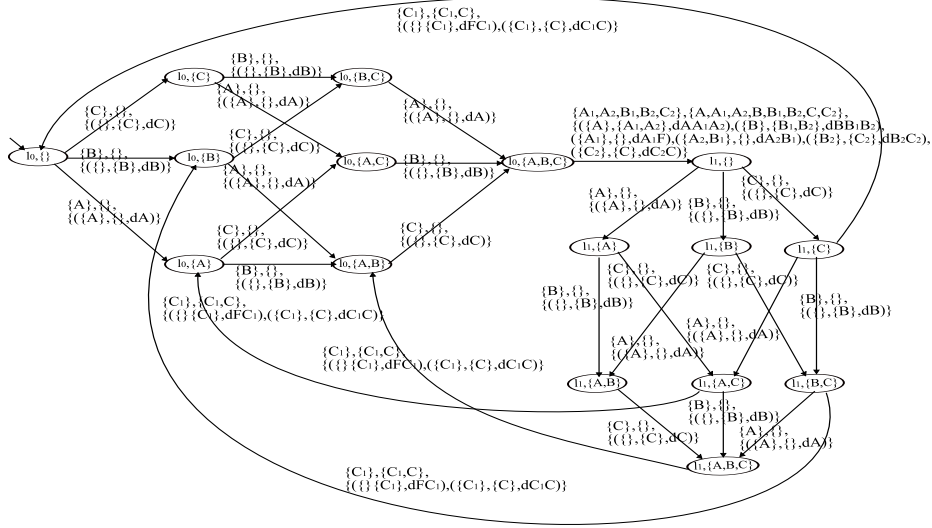 {C₁},{C₁,C},
{({}{C₁},dFC₁),({C₁},{C},dC₁C)}
{B},{},
{({},{B},dB)}
l₀,{C}
l₀,{B,C}
{A},{},
{({A},{},dA)}
{A},{},
{({A},{},dA)}
{C},{},
{({},{C},dC)}
{A₁,A₂,B₁,B₂,C₂},{A,A₁,A₂,B,B₁,B₂,C,C₂},
{({A},{A₁,A₂},dAA₁A₂),({B},{B₁,B₂},dBB₁B₂)
({A₁},{},dA₁F),({A₂,B₁},{},dA₂B₁),({B₂},{C₂},dB₂C₂),
({C₂},{C},dC₂C)}
{C},{},
{({},{C},dC)}
l₀,{}
{B},{},
{({},{B},dB)}
l₀,{B}
l₀,{A,C}
{B},{},
{({},{B},dB)}
l₀,{A,B,C}
l₁,{}
{A},{},
{({A},{},dA)}
{A},{},
{({A},{},dA)}
{B},{},
{({},{B},dB)}
{C},{},
{({},{C},dC)}
{A},{},
{({A},{},dA)}
{C},{},
{({},{C},dC)}
{C},{},
{({},{C},dC)}
l₁,{A}
l₁,{B}
l₁,{C}
l₀,{A}
l₀,{A,B}
{B},{},
{({},{B},dB)}
{C},{},
{({},{C},dC)}
{C},{},
{({},{C},dC)}
{B},{},
{({},{B},dB)}
{B},{},
{({},{B},dB)}
{C₁},{C₁,C},
{({}{C₁},dFC₁),({C₁},{C},dC₁C)}
{A},{},
{({A},{},dA)}
{A},{},
{({A},{},dA)}
{C₁},{C₁,C},
{({}{C₁},dFC₁),({C₁},{C},dC₁C)}
l₁,{A,B}
l₁,{A,C}
l₁,{B,C}
{B},{},
{({},{B},dB)}
{C},{},
{({},{C},dC)}
{A},{},
{({A},{},dA)}
l₁,{A,B,C}
{C₁},{C₁,C},
{({}{C₁},dFC₁),({C₁},{C},dC₁C)}